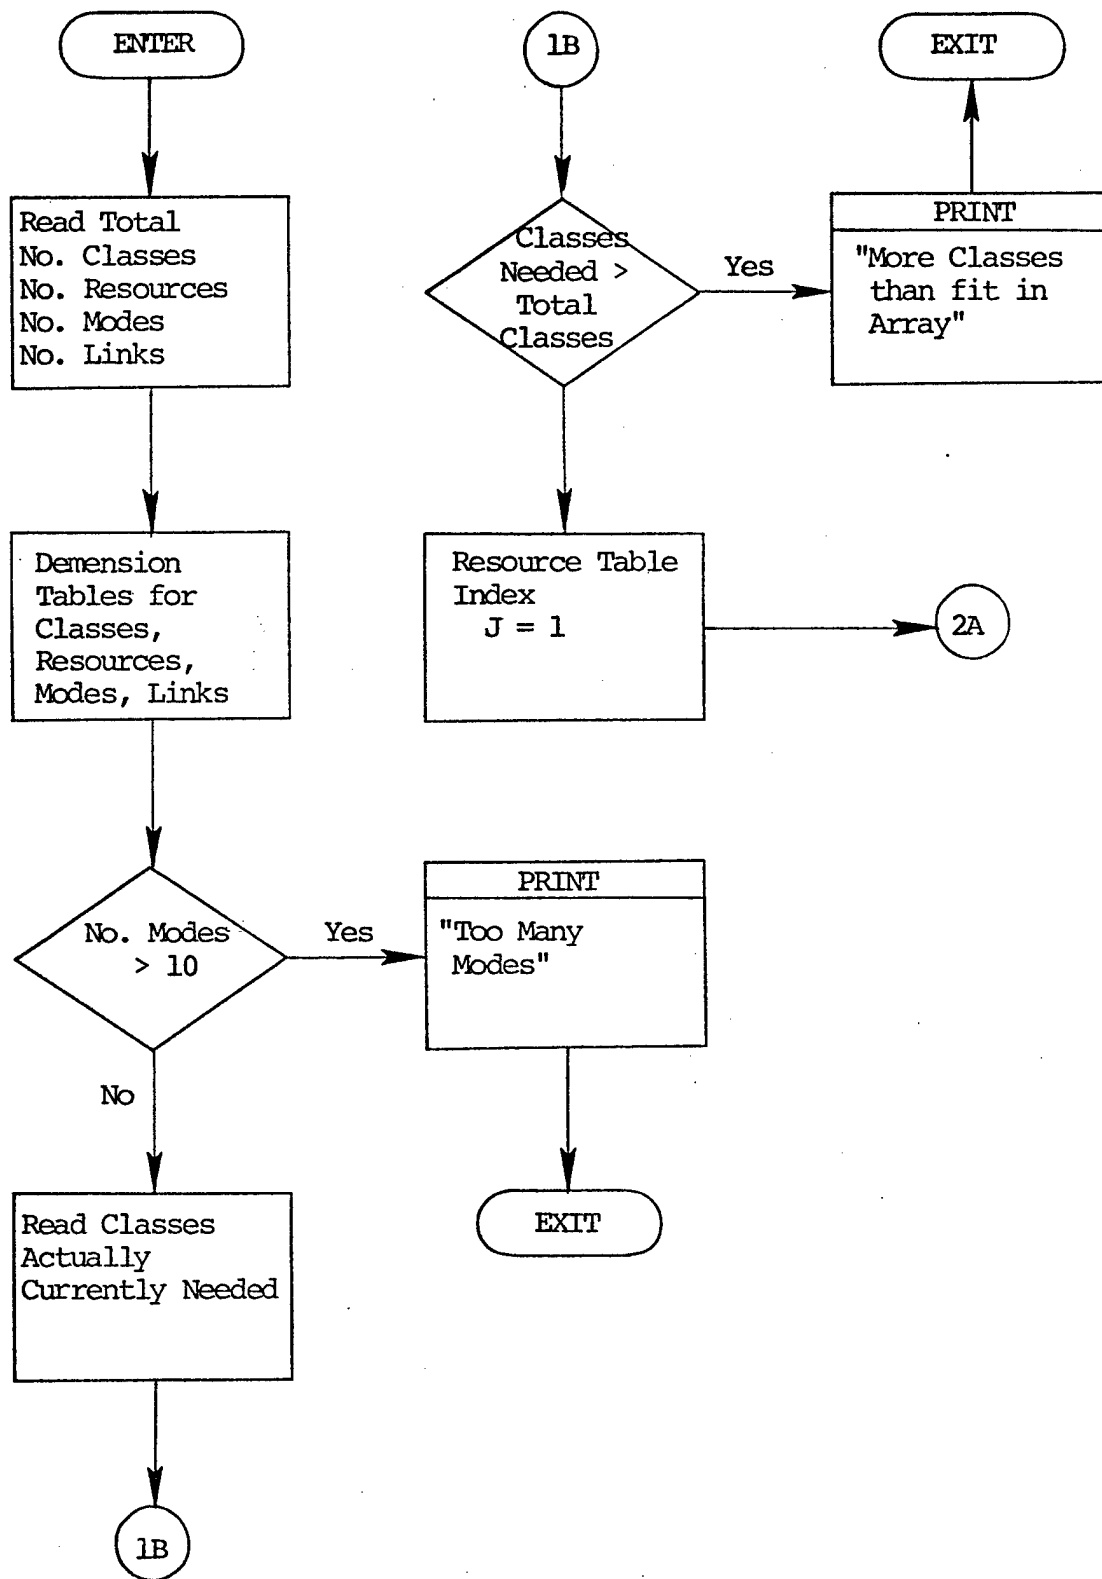 ENTER
Read Total
No. Classes
No. Resources
No. Modes
No. Links
Demension
Tables for
Classes,
Resources,
Modes, Links
No. Modes
> 10
Yes
No
PRINT
"Too Many
Modes"
EXIT
Read Classes
Actually
Currently Needed
1B
1B
Classes
Needed >
Total
Classes
Yes
PRINT
"More Classes
than fit in
Array"
EXIT
Resource Table
Index
J = 1
2A